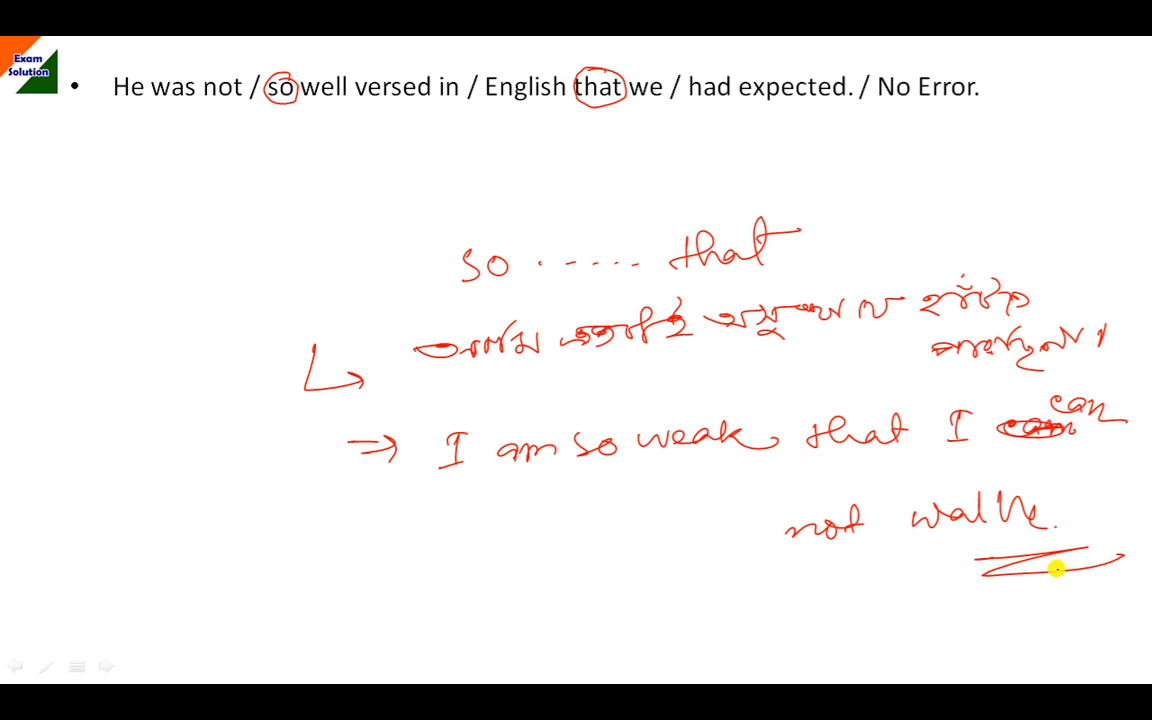 Exam
Solution
• He was not / so well versed in / English that we / had expected. / No Error.
so ...... that
→ I am so weak that I can
not walk.